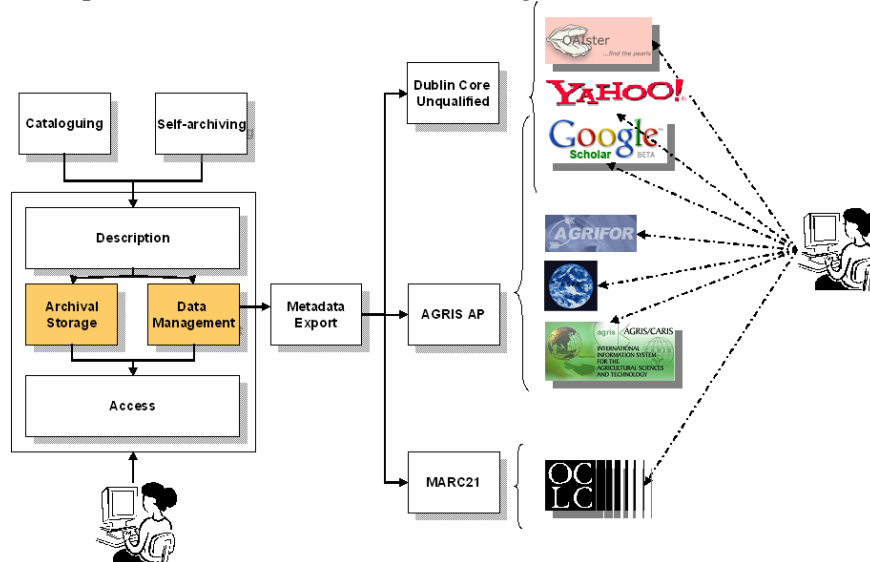 Cataloguing
Self-archiving
Description
Archival
Storage
Data
Management
Access
Metadata
Export
Dublin Core
Unqualified
AGRIS AP
MARC21
OAIster
...find the pearls
YAHOO!
Google
Scholar
BETA
AGRIFOR
agris
AGRIS/CARIS
INTERNATIONAL
INFORMATION SYSTEM
FOR THE
AGRICULTURAL SCIENCES
AND TECHNOLOGY
OC
LC